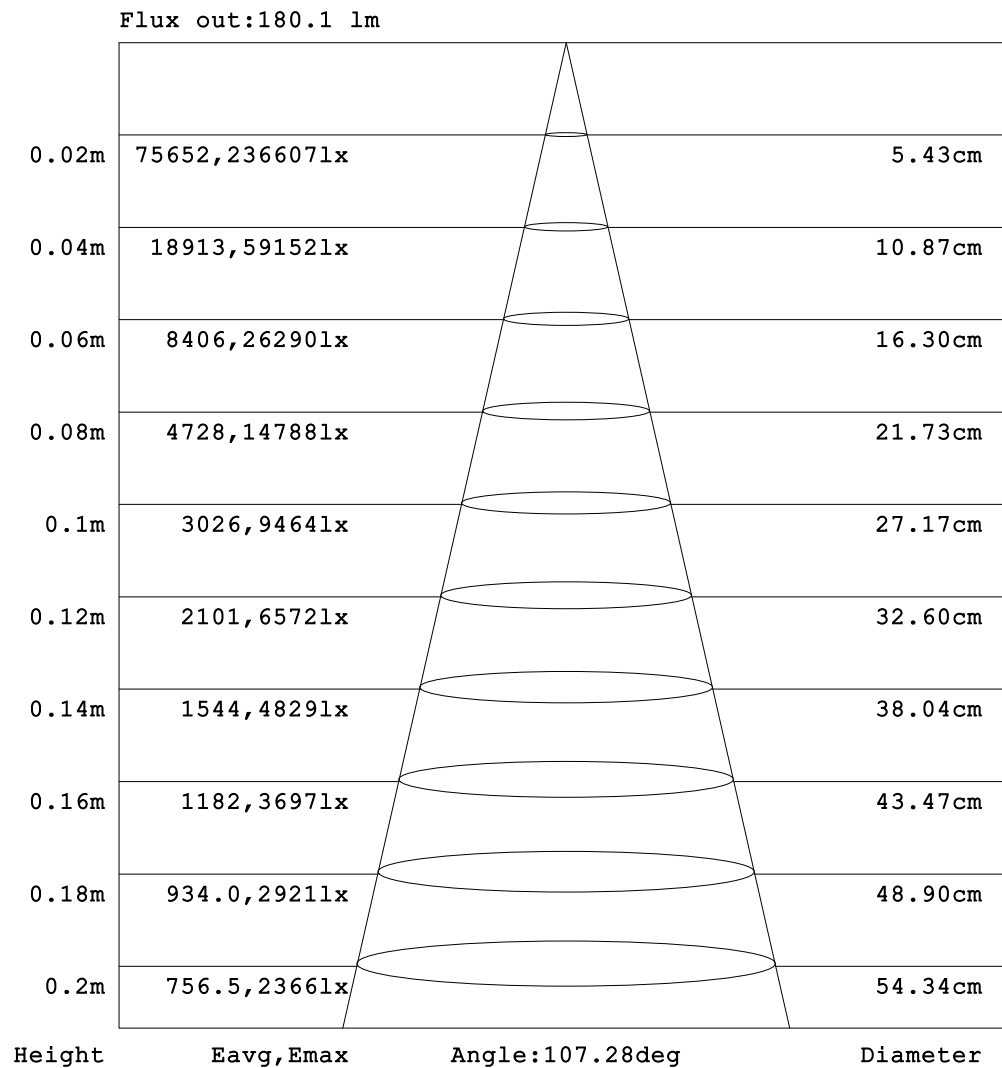 Flux out:180.1 lm
0.02m 75652,236607lx 5.43cm
0.04m 18913,59152lx 10.87cm
0.06m 8406,26290lx 16.30cm
0.08m 4728,14788lx 21.73cm
0.1m 3026,9464lx 27.17cm
0.12m 2101,6572lx 32.60cm
0.14m 1544,4829lx 38.04cm
0.16m 1182,3697lx 43.47cm
0.18m 934.0,2921lx 48.90cm
0.2m 756.5,2366lx 54.34cm
Height Eavg,Emax Angle:107.28deg Diameter